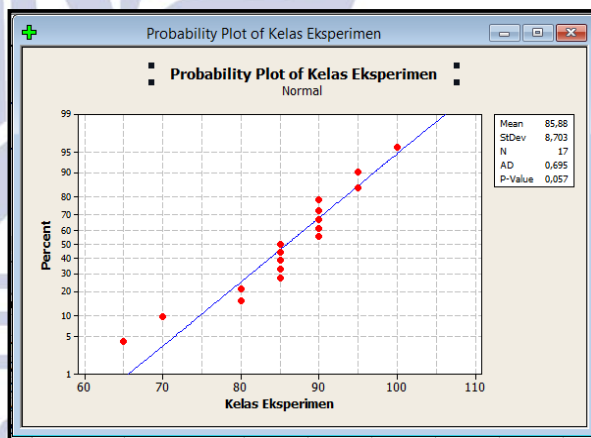 Probability Plot of Kelas Eksperimen
Probability Plot of Kelas Eksperimen
Normal
99
95
90
80
70
60
50
40
30
20
10
5
1
Percent
60 70 80 90 100 110
Kelas Eksperimen
Mean 85,88
StDev 8,703
N 17
AD 0,695
P-Value 0,057